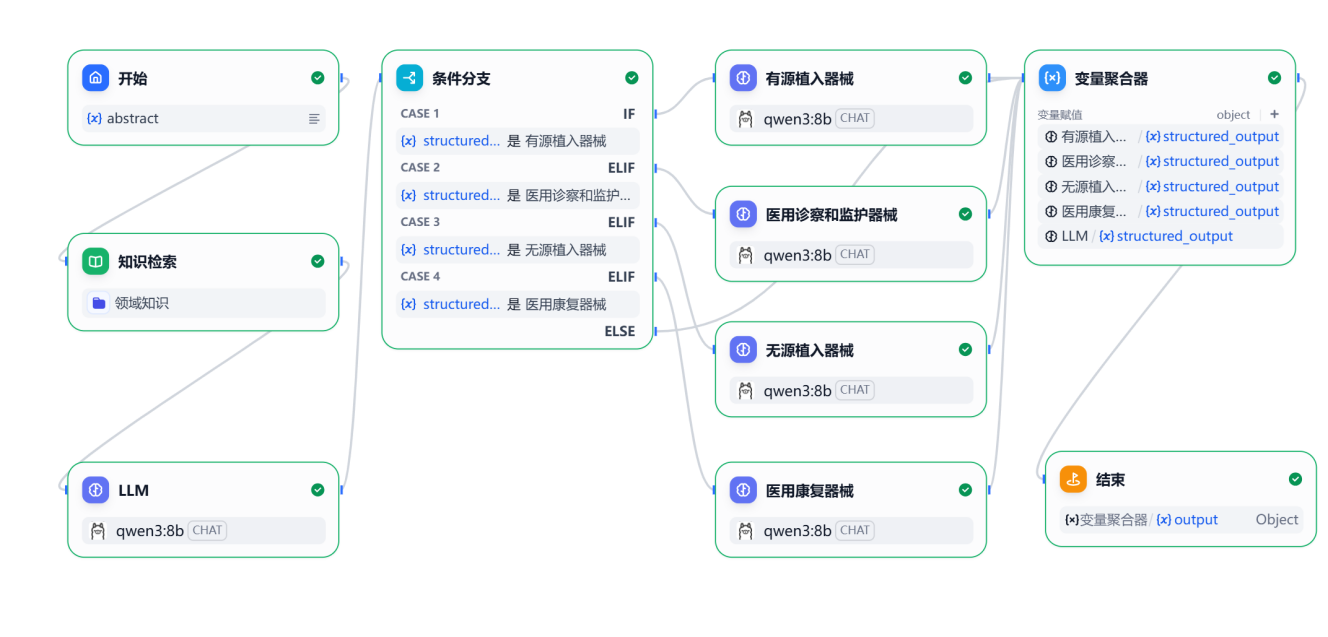 开始
{x} abstract
知识检索
领域知识
LLM
qwen3:8b CHAT
条件分支
CASE 1 IF
{x} structured... 是 有源植入器械
CASE 2 ELIF
{x} structured... 是 医用诊察和监护...
CASE 3 ELIF
{x} structured... 是 无源植入器械
CASE 4 ELIF
{x} structured... 是 医用康复器械
ELSE
有源植入器械
qwen3:8b CHAT
医用诊察和监护器械
qwen3:8b CHAT
无源植入器械
qwen3:8b CHAT
医用康复器械
qwen3:8b CHAT
{x} 变量聚合器
变量赋值 object +
有源植入... / {x} structured_output
医用诊察... / {x} structured_output
无源植入... / {x} structured_output
医用康复... / {x} structured_output
LLM / {x} structured_output
结束
{x} 变量聚合器 / {x} output Object